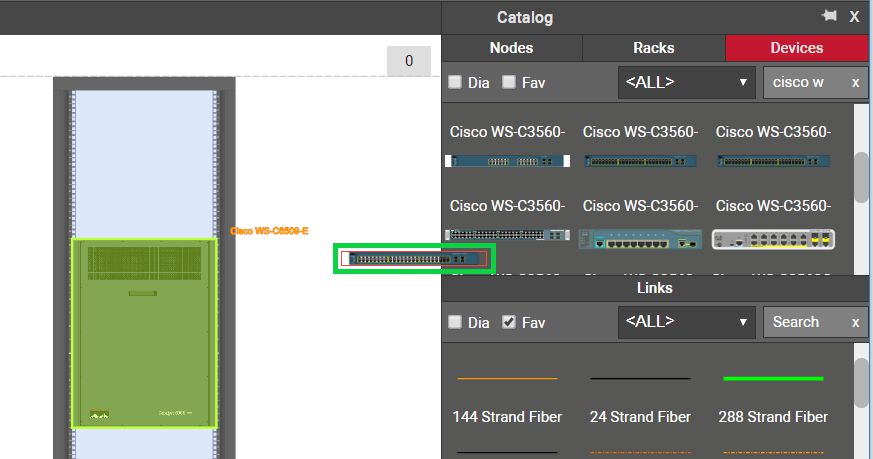 Catalog X
Nodes Racks Devices
0
Dia Fav <ALL> cisco w x
Cisco WS-C3560- Cisco WS-C3560- Cisco WS-C3560-
Cisco WS-C3560- Cisco WS-C3560- Cisco WS-C3560-
Cisco WS-C6509-E
Links
Dia Fav <ALL> Search x
144 Strand Fiber 24 Strand Fiber 288 Strand Fiber